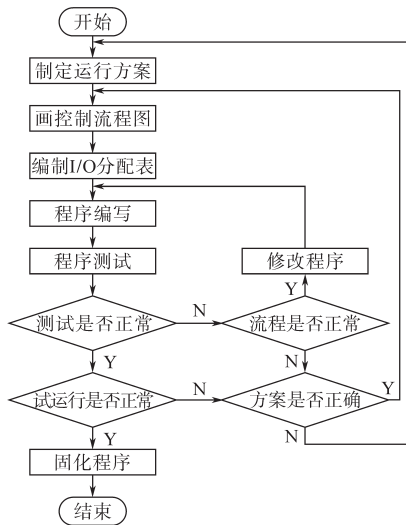 开始
制定运行方案
画控制流程图
编制I/O分配表
程序编写
程序测试
修改程序
Y
测试是否正常
N
流程是否正常
Y
N
试运行是否正常
N
方案是否正确
Y
Y
N
固化程序
结束